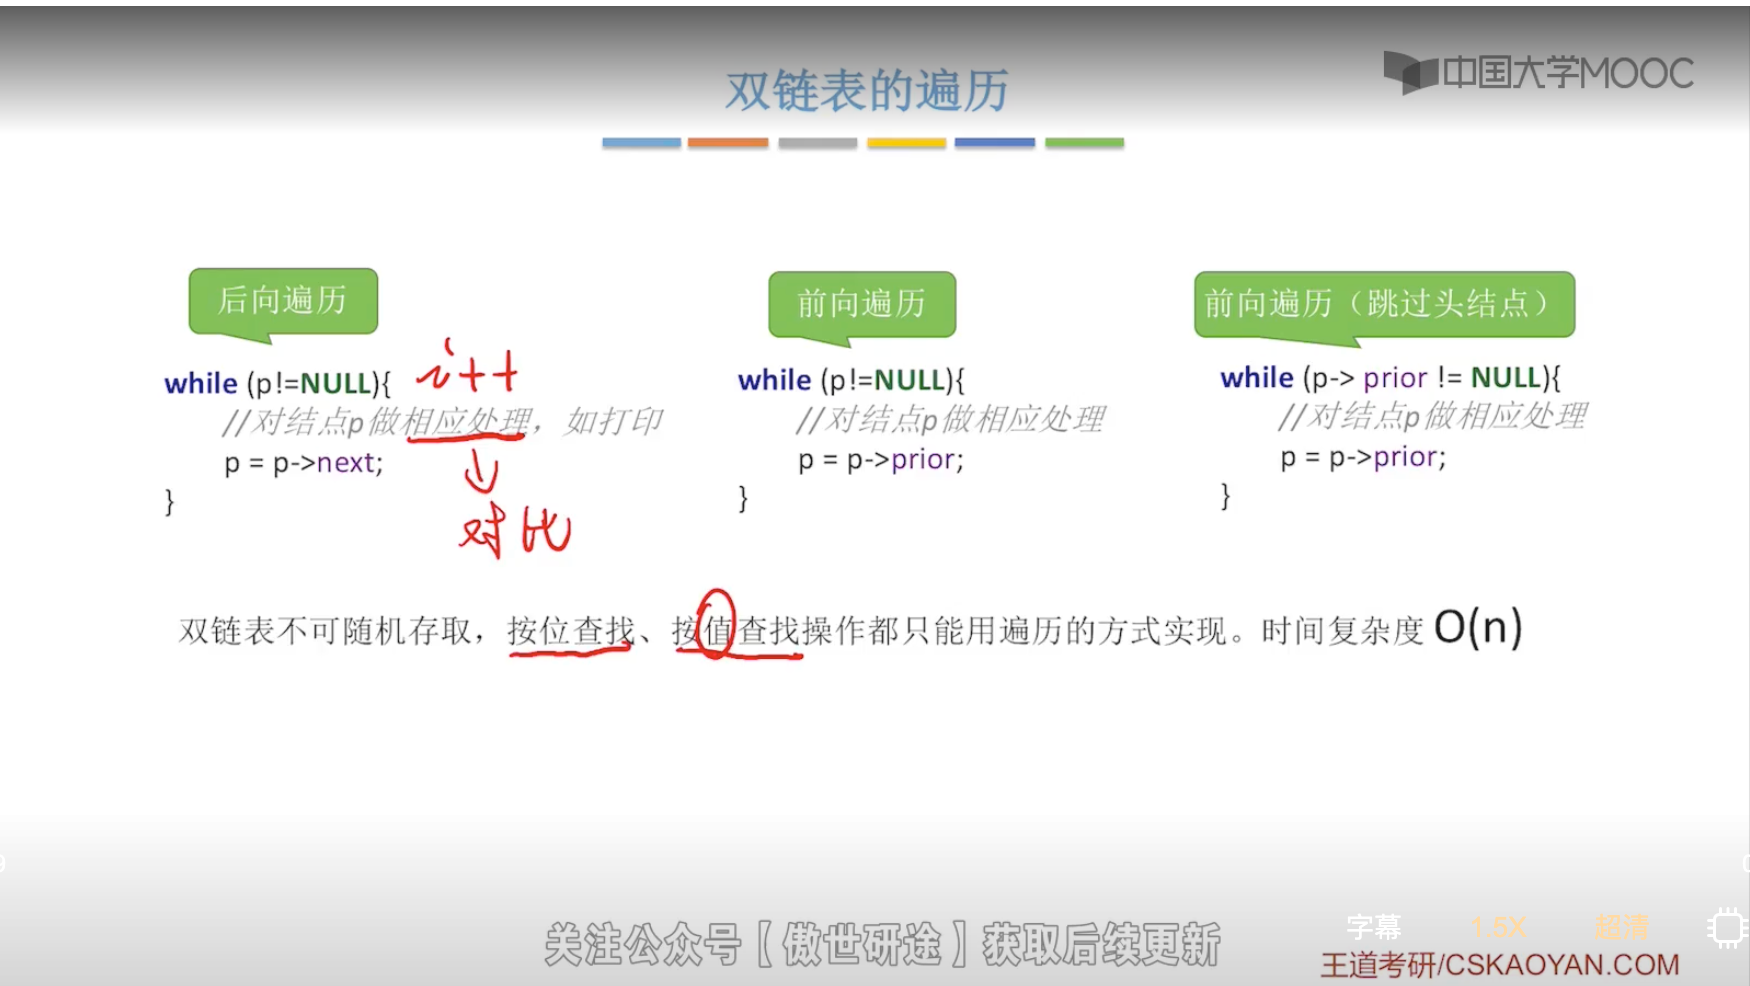 中国大学MOOC
双链表的遍历
后向遍历
while (p!=NULL){ i++
//对结点p做相应处理，如打印
p = p->next;
}
对比
前向遍历
while (p!=NULL){
//对结点p做相应处理
p = p->prior;
}
前向遍历（跳过头结点）
while (p-> prior != NULL){
//对结点p做相应处理
p = p->prior;
}
双链表不可随机存取，按位查找、按值查找操作都只能用遍历的方式实现。时间复杂度 O(n)
字幕 1.5X 超清
关注公众号【傲世研途】获取后续更新
王道考研/CSKAOYAN.COM